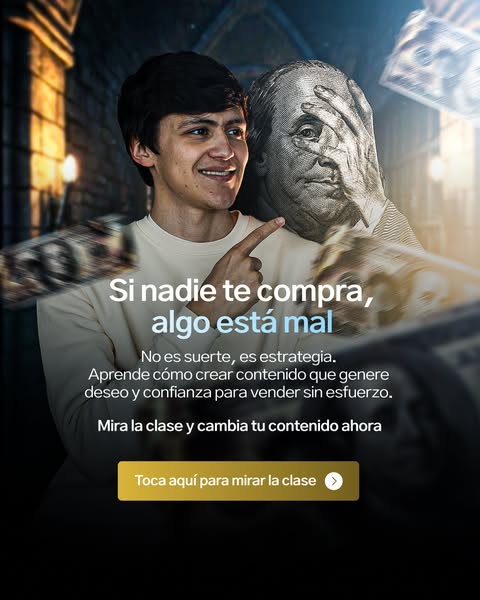 Si nadie te compra,
algo está mal
No es suerte, es estrategia.
Aprende cómo crear contenido que genere
deseo y confianza para vender sin esfuerzo.
Mira la clase y cambia tu contenido ahora
Toca aquí para mirar la clase